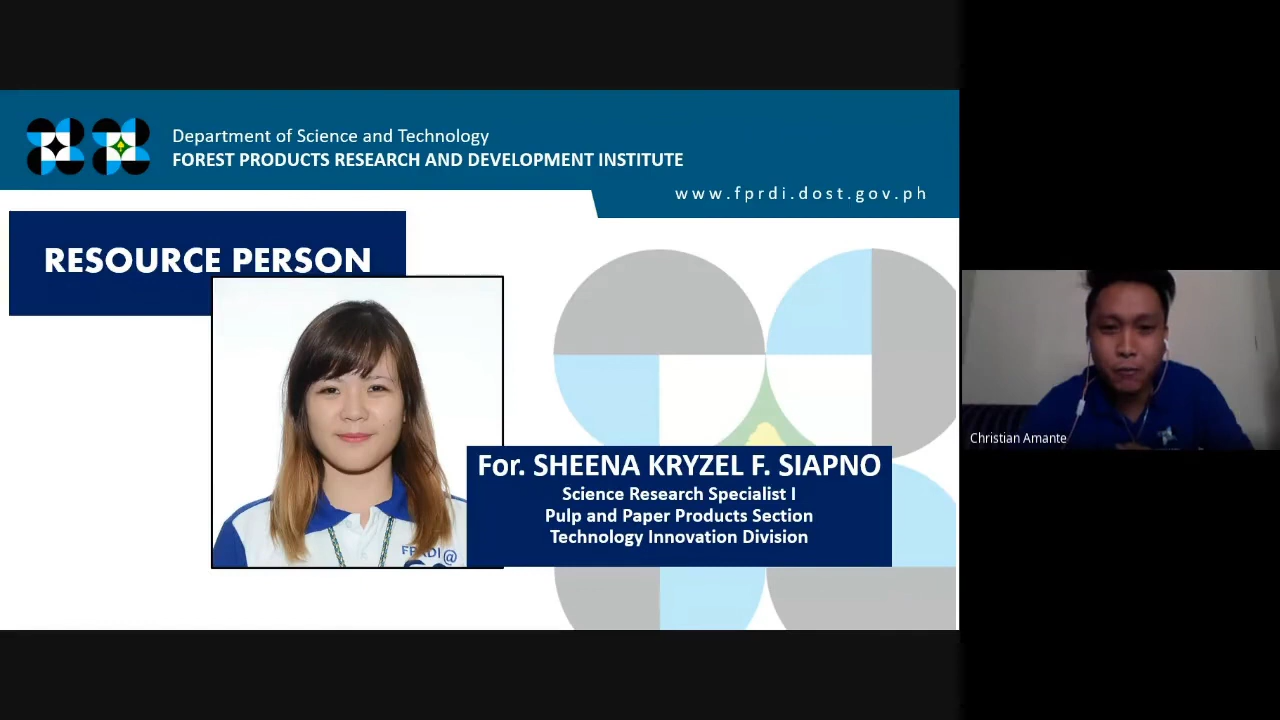 Department of Science and Technology
FOREST PRODUCTS RESEARCH AND DEVELOPMENT INSTITUTE
www.fprdi.dost.gov.ph
RESOURCE PERSON
FPRDI@
For. SHEENA KRYZEL F. SIAPNO
Science Research Specialist I
Pulp and Paper Products Section
Technology Innovation Division
Christian Amante